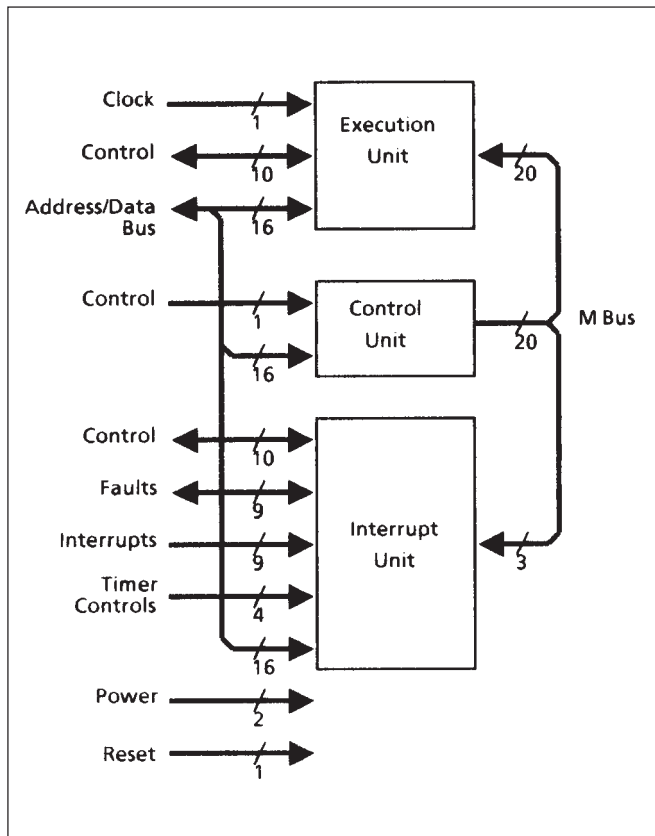 Clock
1
Execution
Unit
Control
10
20
Address/Data
Bus
16
Control
1
Control
Unit
20
M Bus
16
Control
10
Faults
9
Interrupts
9
Interrupt
Unit
3
Timer
Controls
4
16
Power
2
Reset
1